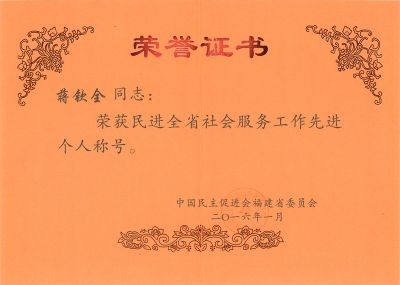 荣誉证书
蒋钦全 同志：
荣获民进全省社会服务工作先进
个人称号。
中国民主促进会福建省委员会
二〇一六年一月